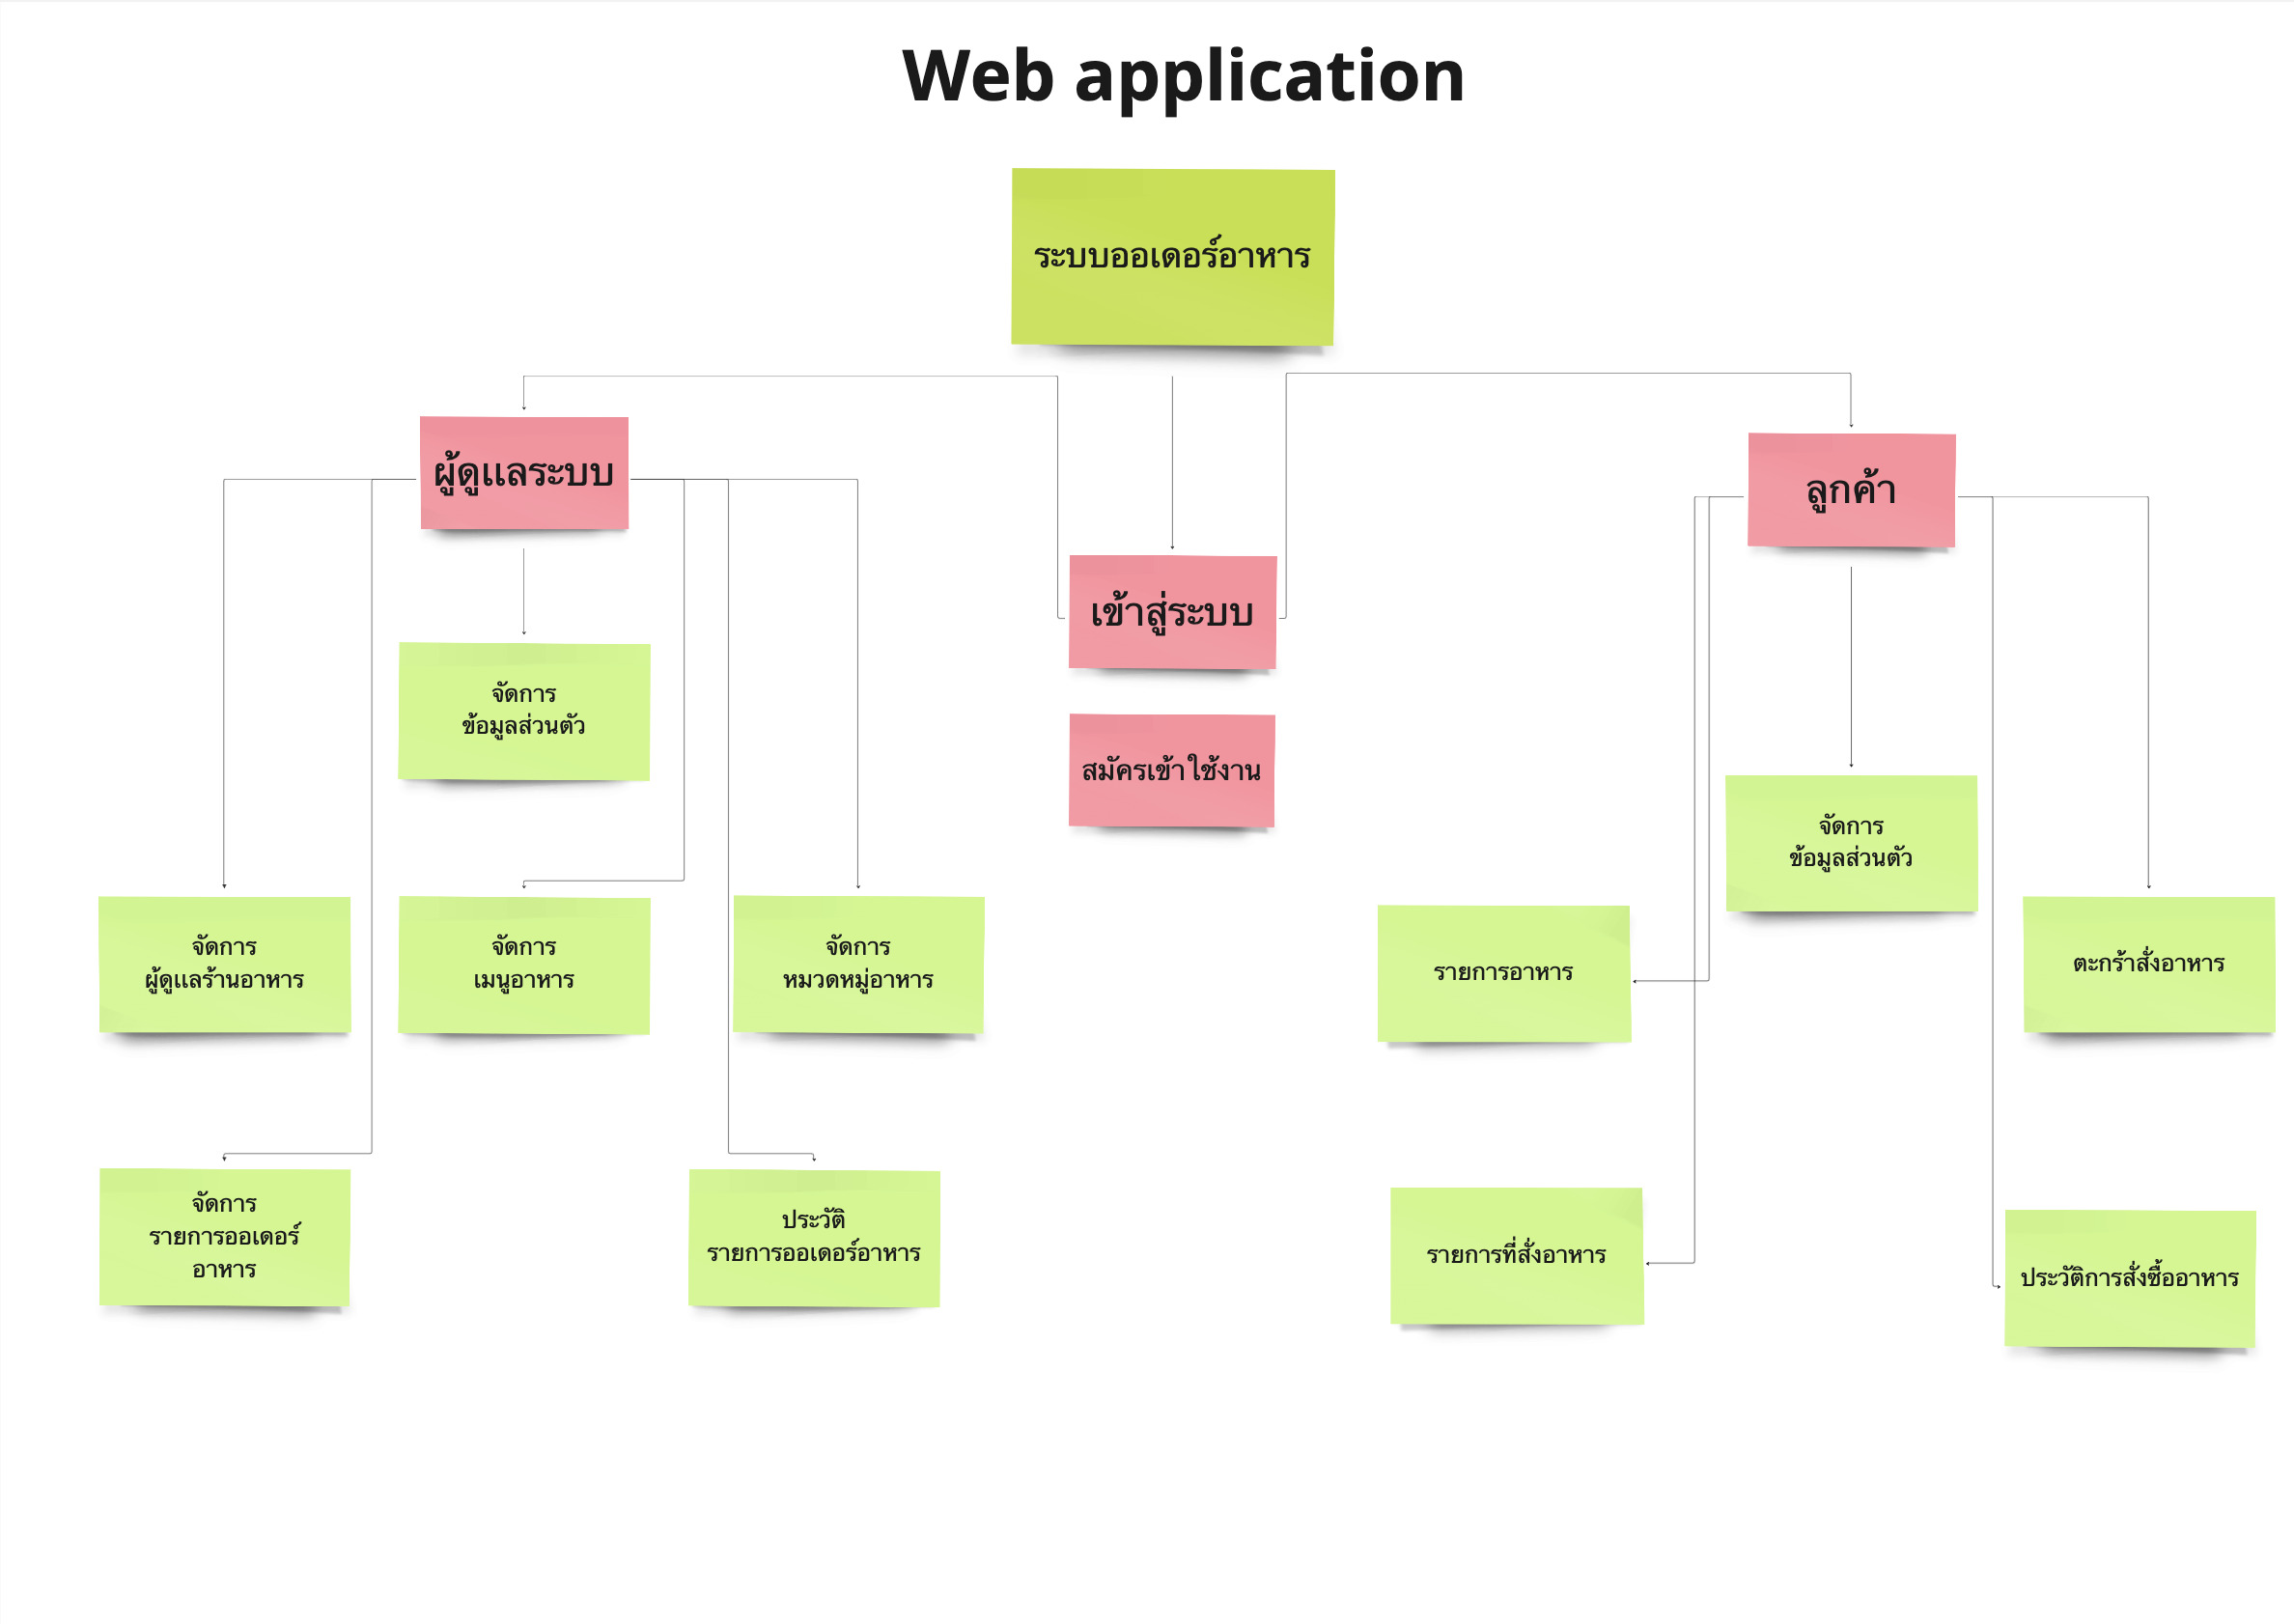 Web application
ระบบออเดอร์อาหาร
ผู้ดูแลระบบ
ลูกค้า
เข้าสู่ระบบ
สมัครเข้าใช้งาน
จัดการ
ข้อมูลส่วนตัว
จัดการ
ข้อมูลส่วนตัว
จัดการ
ผู้ดูแลร้านอาหาร
จัดการ
เมนูอาหาร
จัดการ
หมวดหมู่อาหาร
รายการอาหาร
ตะกร้าสั่งอาหาร
จัดการ
รายการออเดอร์
อาหาร
ประวัติ
รายการออเดอร์อาหาร
รายการที่สั่งอาหาร
ประวัติการสั่งซื้ออาหาร